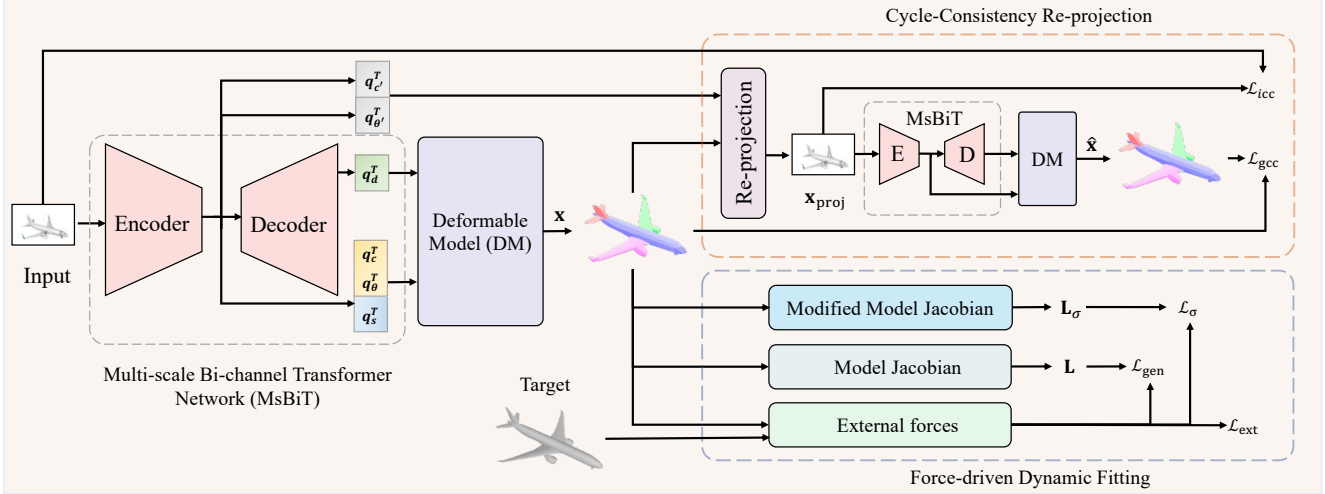 Cycle-Consistency Re-projection
q_{c'}^T
q_{θ'}^T
Encoder
Decoder
q_d^T
q_c^T
q_θ^T
q_s^T
Input
Multi-scale Bi-channel Transformer
Network (MsBiT)
Deformable
Model (DM)
x
Re-projection
x_proj
MsBiT
E
D
DM
x̂
ℒ_icc
ℒ_gcc
Modified Model Jacobian
L_σ
ℒ_σ
Model Jacobian
L
ℒ_gen
Target
External forces
ℒ_ext
Force-driven Dynamic Fitting